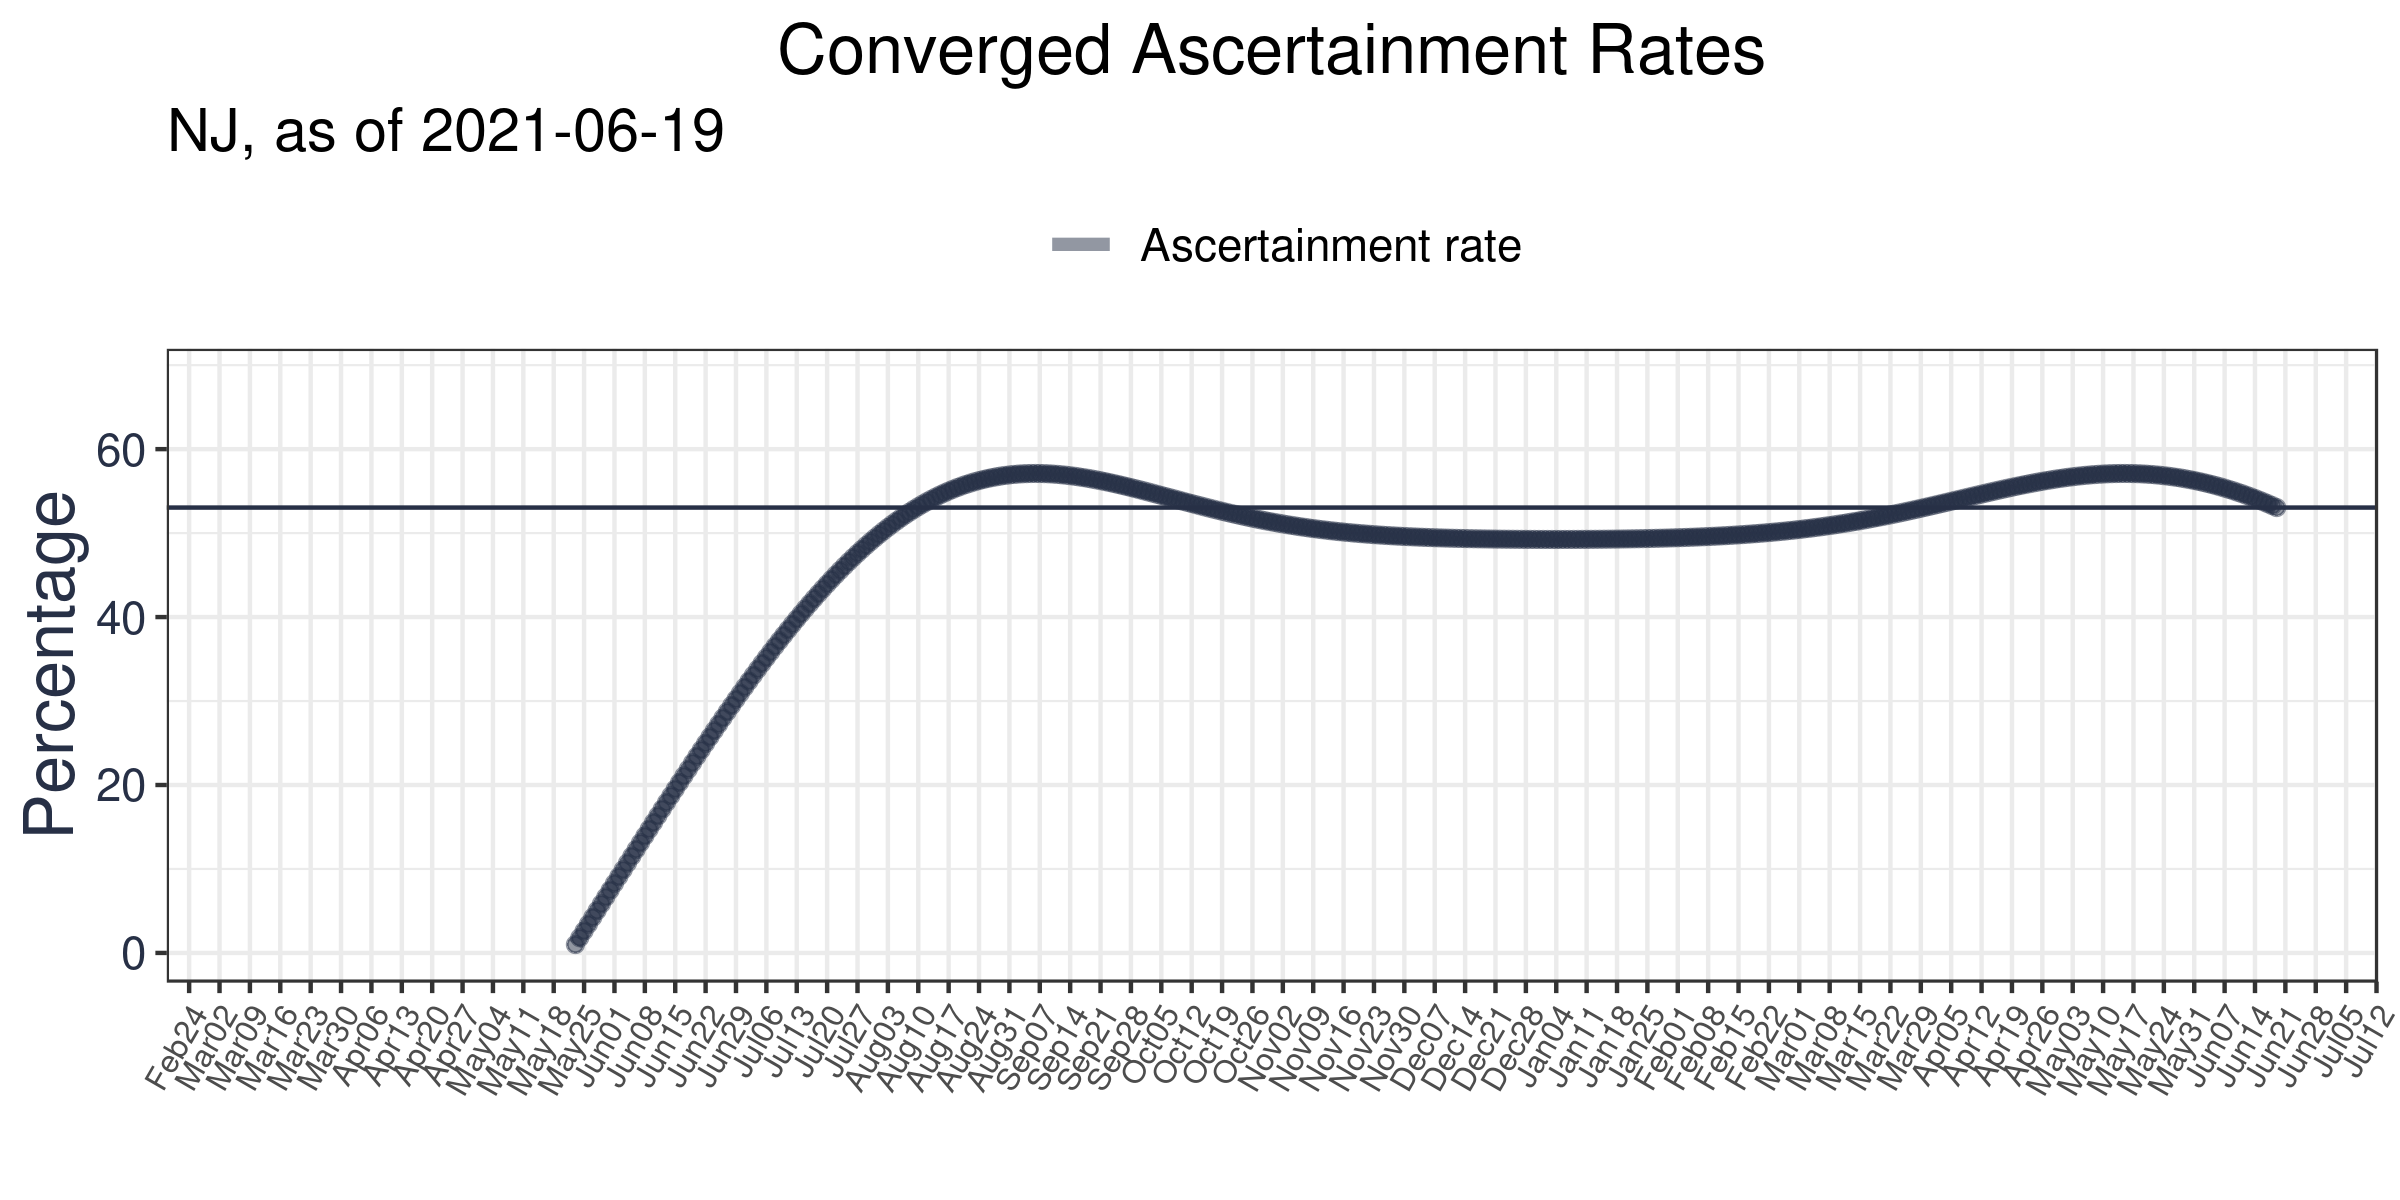 Converged Ascertainment Rates
NJ, as of 2021-06-19
Ascertainment rate
Percentage
60
40
20
0
Feb24
Mar02
Mar09
Mar16
Mar23
Mar30
Apr06
Apr13
Apr20
Apr27
May04
May11
May18
May25
Jun01
Jun08
Jun15
Jun22
Jun29
Jul06
Jul13
Jul20
Jul27
Aug03
Aug10
Aug17
Aug24
Aug31
Sep07
Sep14
Sep21
Sep28
Oct05
Oct12
Oct19
Oct26
Nov02
Nov09
Nov16
Nov23
Nov30
Dec07
Dec14
Dec21
Dec28
Jan04
Jan11
Jan18
Jan25
Feb01
Feb08
Feb15
Feb22
Mar01
Mar08
Mar15
Mar22
Mar29
Apr05
Apr12
Apr19
Apr26
May03
May10
May17
May24
May31
May07
Jun07
Jun14
Jun21
Jun28
Jul05
Jul12